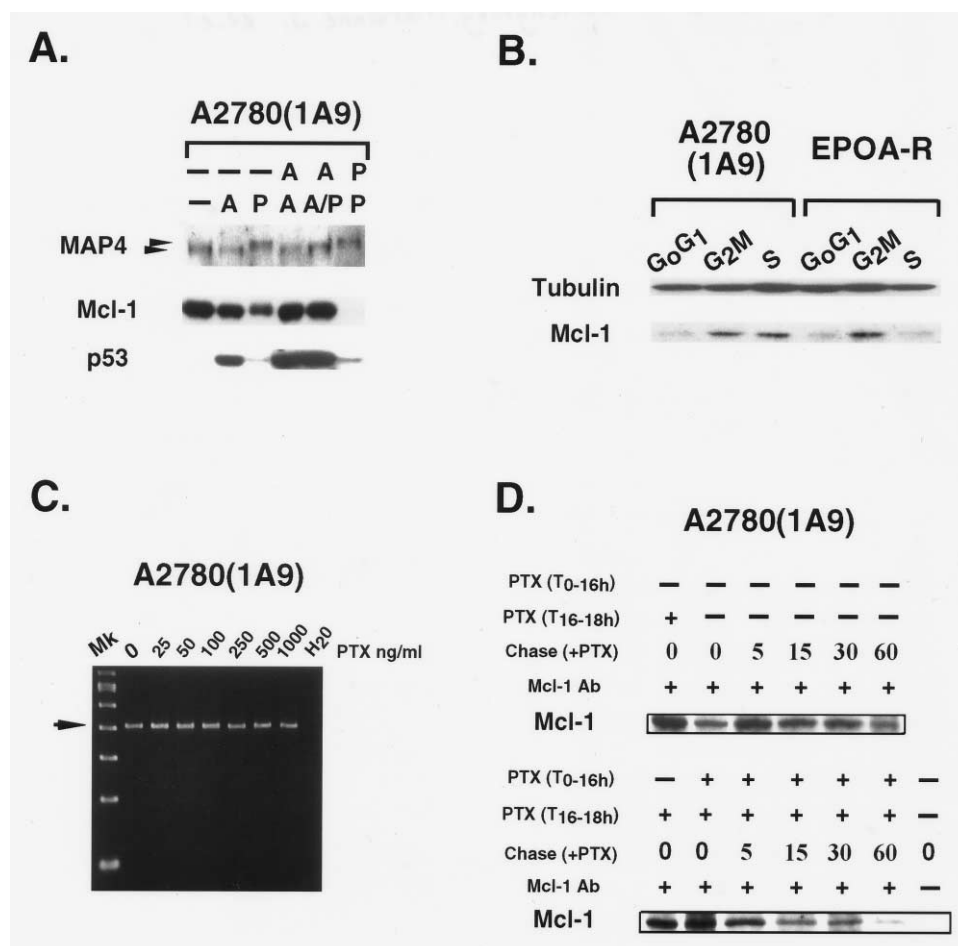 A.
A2780(1A9)
— — — A A P
— A P A A/P P
MAP4
Mcl-1
p53
B.
A2780
(1A9)
EPOA-R
GoG1 G2M S GoG1 G2M S
Tubulin
Mcl-1
C.
A2780(1A9)
Mk 0 25 50 100 250 500 1000 H20 PTX ng/ml
D.
A2780(1A9)
PTX (T0-16h) — — — — — —
PTX (T16-18h) + — — — — —
Chase (+PTX) 0 0 5 15 30 60
Mcl-1 Ab + + + + + +
Mcl-1
PTX (T0-16h) — + + + + + —
PTX (T16-18h) + + + + + + —
Chase (+PTX) 0 0 5 15 30 60 0
Mcl-1 Ab + + + + + + —
Mcl-1